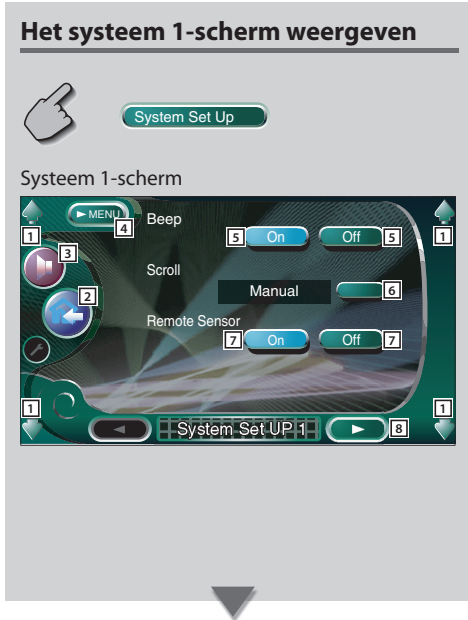 Het systeem 1-scherm weergeven
System Set Up
Systeem 1-scherm
►MENU
1
4
Beep
1
3
5 On
Off 5
Scroll
2
Manual
6
Remote Sensor
7 On
Off 7
1
1
System Set UP 1
8